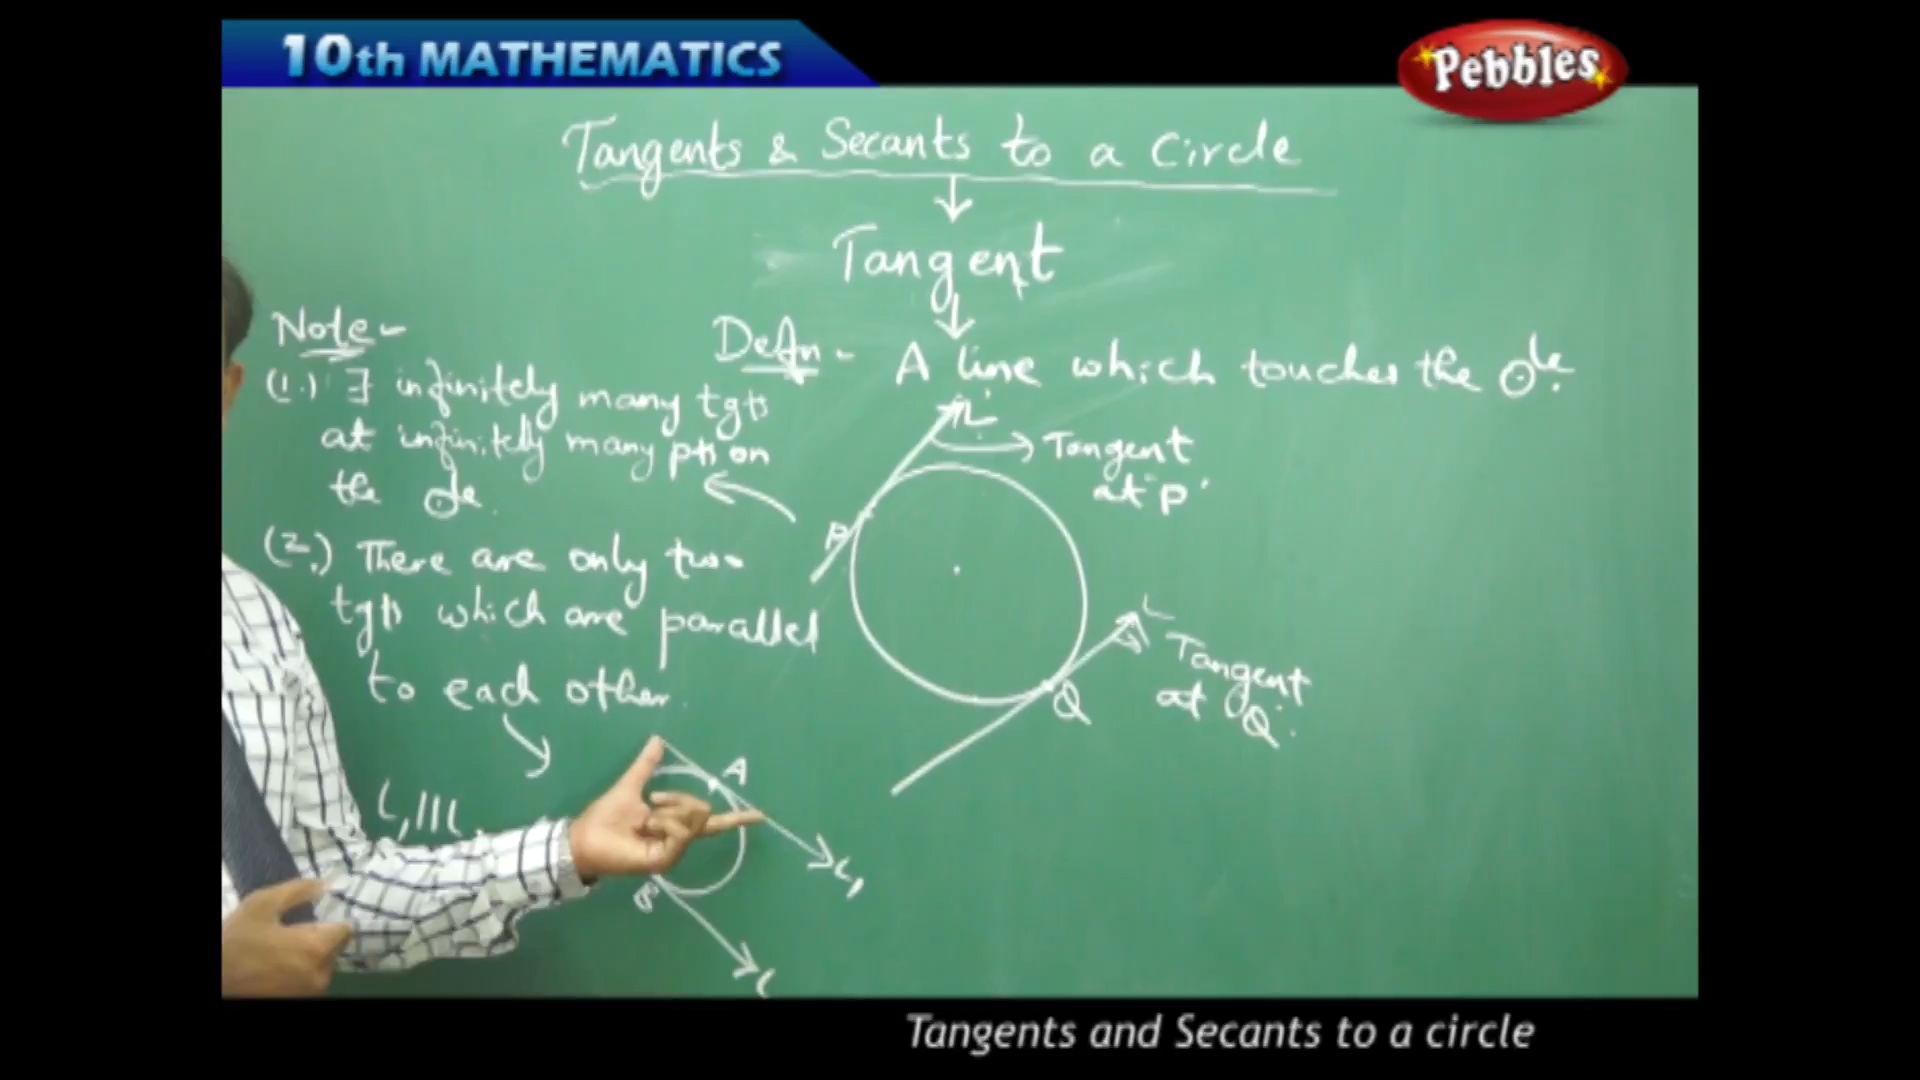 10th MATHEMATICS
Pebbles
Tangents & Secants to a Circle
Tangent
Note-
(1.) ∃ infinitely many tgts
at infinitely many pts on
the ⊙le.
(2.) There are only two
tgts which are parallel
to each other.
Defn - A line which touches the ⊙le.
L'
Tangent
at P'
P
L
Tangent
at Q.
Q
A
L1 ||
L1
B
L
Tangents and Secants to a circle